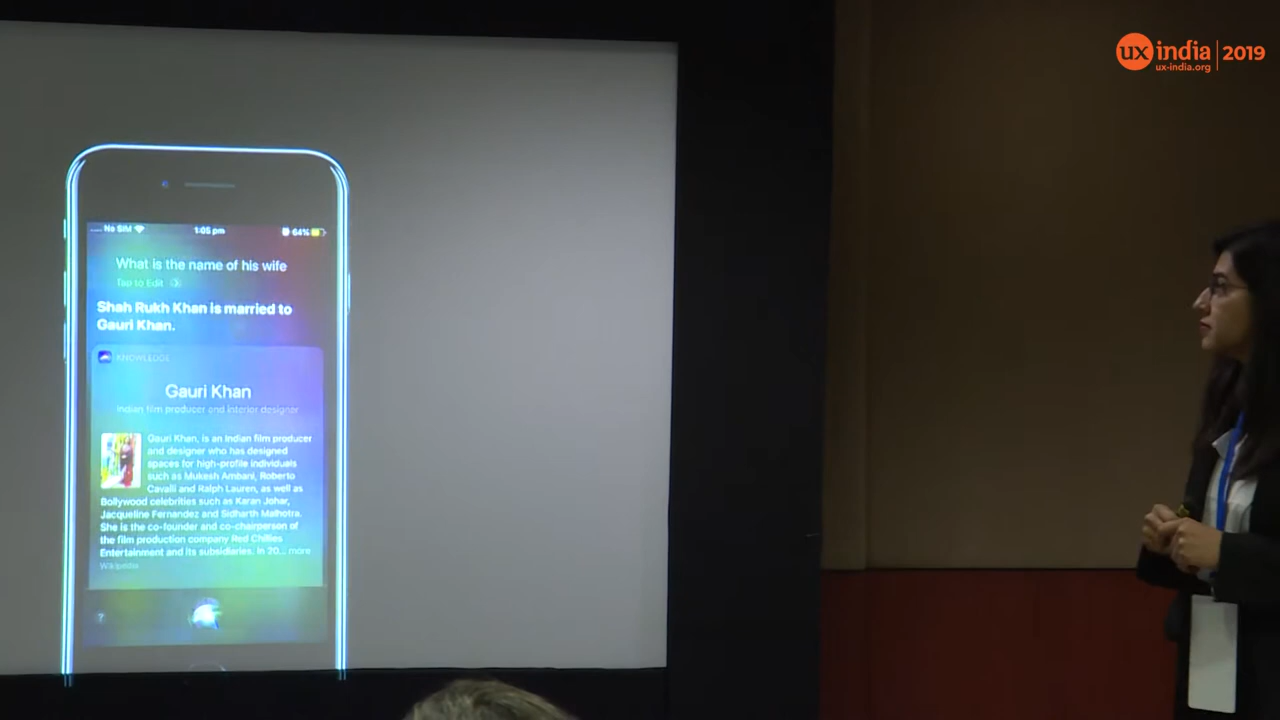 ux india 2019
ux-india.org
No SIM 1:05 pm 64%
What is the name of his wife
Tap to Edit
Shah Rukh Khan is married to
Gauri Khan.
KNOWLEDGE
Gauri Khan
Indian film producer and interior designer
Gauri Khan, is an Indian film producer
and designer who has designed
spaces for high-profile individuals
such as Mukesh Ambani, Roberto
Cavalli and Ralph Lauren, as well as
Bollywood celebrities such as Karan Johar,
Jacqueline Fernandez and Sidharth Malhotra.
She is the co-founder and co-chairperson of
the film production company Red Chillies
Entertainment and its subsidiaries. In 20... more
Wikipedia
?